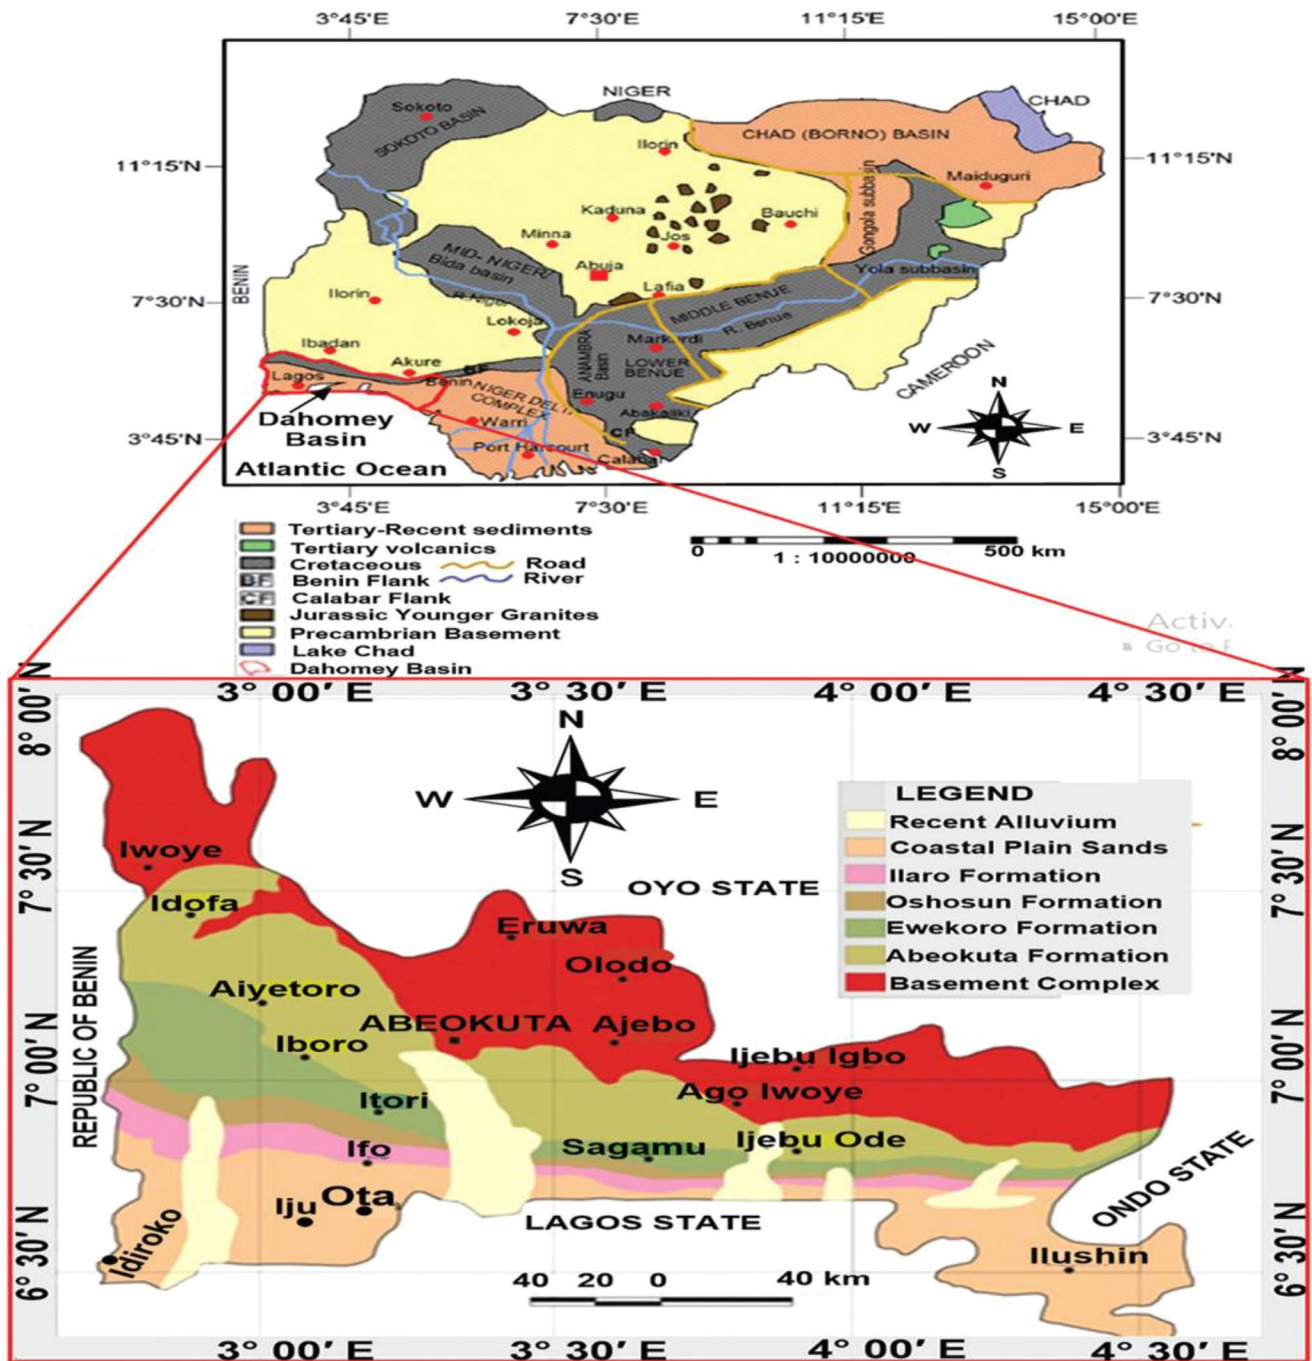 3°45'E 7°30'E 11°15'E 15°00'E
NIGER
CHAD
Sokoto
SOKOTO BASIN
CHAD (BORNO) BASIN
Ilorin
11°15'N
11°15'N
Maiduguri
Gongola subbasin
Kaduna
Bauchi
Minna
Jos
MID- NIGER/
Bida basin
Abuja
Yola subbasin
BENIN
Ilorin
R.Niger
Lafia
7°30'N
7°30'N
MIDDLE BENUE
R. Benue
Lokoja
Ibadan
Markurdi
ANAMBRA
Basin
LOWER
BENUE
Akure
BF
Lagos
Benin
NIGER DELTA
COMPLEX
Enugu
Abakaliki
CAMEROON
N
W E
S
Dahomey
Basin
Warri
CF
3°45'N
3°45'N
Port Harcourt
Calabar
Atlantic Ocean
3°45'E 7°30'E 11°15'E 15°00'E
Tertiary-Recent sediments
Tertiary volcanics
Cretaceous Road
BF Benin Flank River
CF Calabar Flank
Jurassic Younger Granites
Precambrian Basement
Lake Chad
Dahomey Basin
0 500 km
1 : 10000000
3° 00' E 3° 30' E 4° 00' E 4° 30' E
8° 00' N
8° 00' N
N
W E
S
LEGEND
Recent Alluvium
Coastal Plain Sands
Ilaro Formation
Oshosun Formation
Ewekoro Formation
Abeokuta Formation
Basement Complex
Iwoye
7° 30' N
7° 30' N
OYO STATE
Idofa
Eruwa
Olodo
Aiyetoro
REPUBLIC OF BENIN
ABEOKUTA
Ajebo
Iboro
Ijebu Igbo
7° 00' N
7° 00' N
Itori
Ago Iwoye
Ifo
Sagamu
Ijebu Ode
Iju
Ota
LAGOS STATE
ONDO STATE
Idiroko
6° 30' N
6° 30' N
Ilushin
40 20 0 40 km
3° 00' E 3° 30' E 4° 00' E 4° 30' E